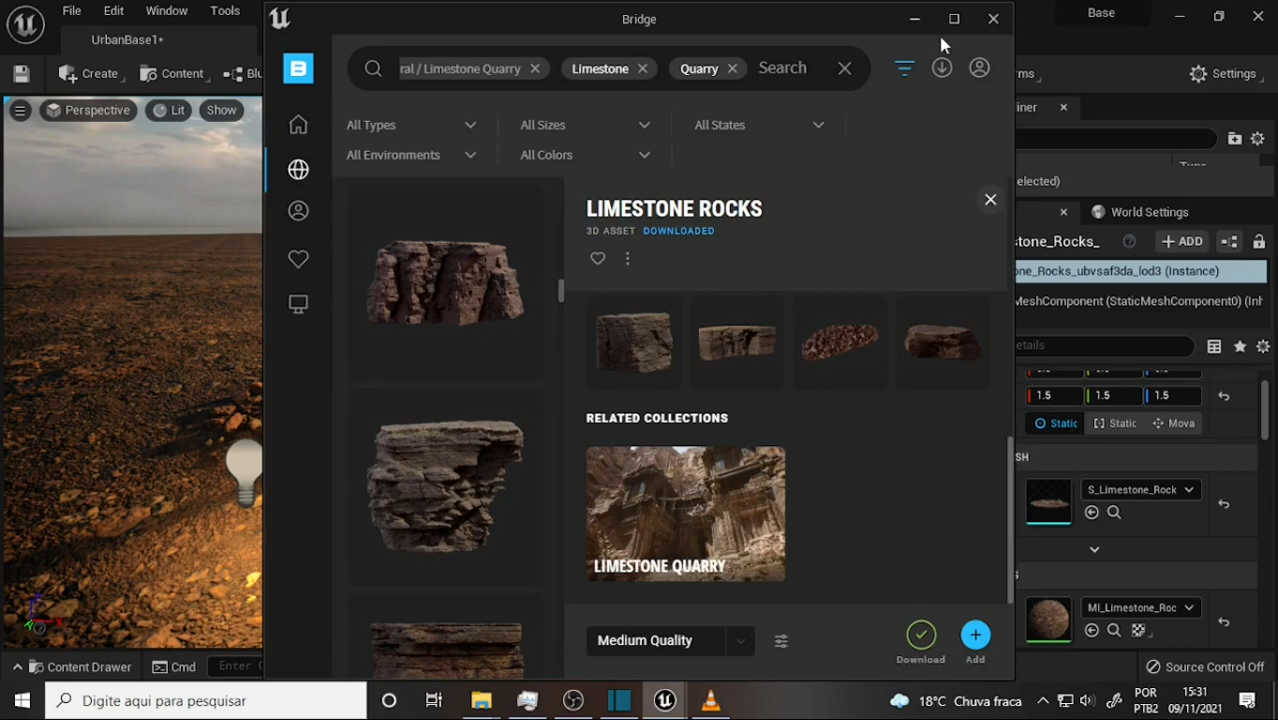 File Edit Window Tools
Bridge
Base
UrbanBase1*
ral / Limestone Quarry Limestone Quarry Search
Create Content Settings
Perspective Lit Show
All Types All Sizes All States
All Environments All Colors
elected)
World Settings
LIMESTONE ROCKS
3D ASSET DOWNLOADED
ADD
one_Rocks_ubvsaf3da_lod3 (Instance)
MeshComponent (StaticMeshComponent0) (Inh
etails
1.5 1.5 1.5
RELATED COLLECTIONS
Static Static Mova
S_Limestone_Rock
LIMESTONE QUARRY
MI_Limestone_Roc
Medium Quality
Download Add
Content Drawer Cmd Enter
Source Control Off
Digite aqui para pesquisar
18°C Chuva fraca
POR
PTB2
15:31
09/11/2021